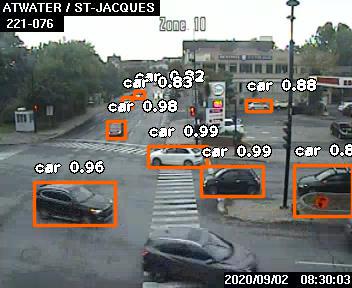 ATWATER / ST-JACQUES
221-076
Zone 10
car 0.83
car 0.88
car 0.98
car 0.99
car 0.99
car 0.96
2020/09/02 08:30:03